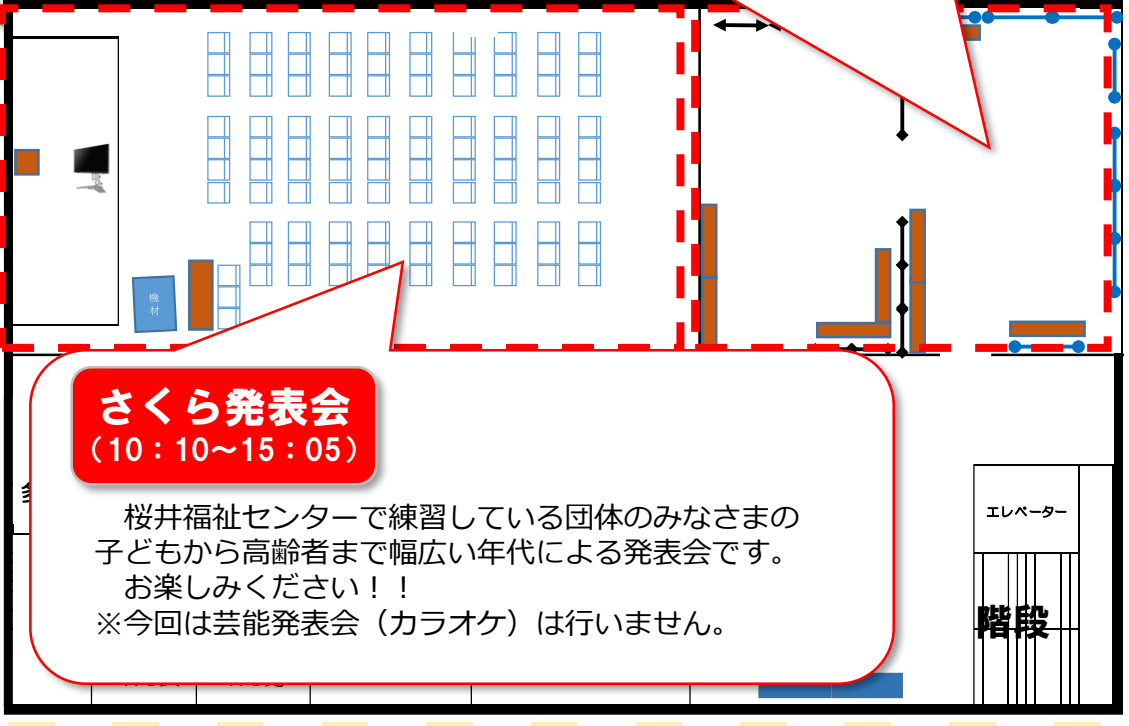 機
材
さくら発表会
(10:10~15:05)
桜井福祉センターで練習している団体のみなさまの
子どもから高齢者まで幅広い年代による発表会です。
お楽しみください！！
※今回は芸能発表会（カラオケ）は行いません。
エレベーター
階段